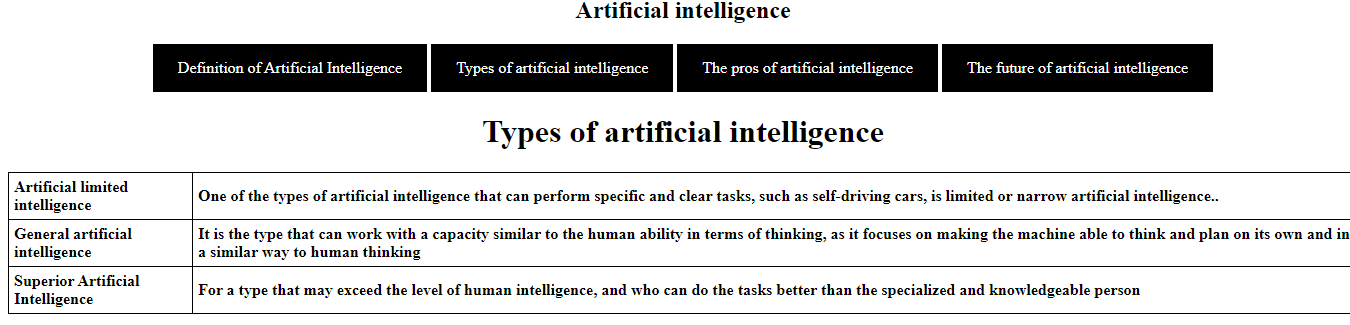 Artificial intelligence
Definition of Artificial Intelligence
Types of artificial intelligence
The pros of artificial intelligence
The future of artificial intelligence
Types of artificial intelligence
Artificial limited
intelligence
One of the types of artificial intelligence that can perform specific and clear tasks, such as self-driving cars, is limited or narrow artificial intelligence..
General artificial
intelligence
It is the type that can work with a capacity similar to the human ability in terms of thinking, as it focuses on making the machine able to think and plan on its own and in
a similar way to human thinking
Superior Artificial
Intelligence
For a type that may exceed the level of human intelligence, and who can do the tasks better than the specialized and knowledgeable person